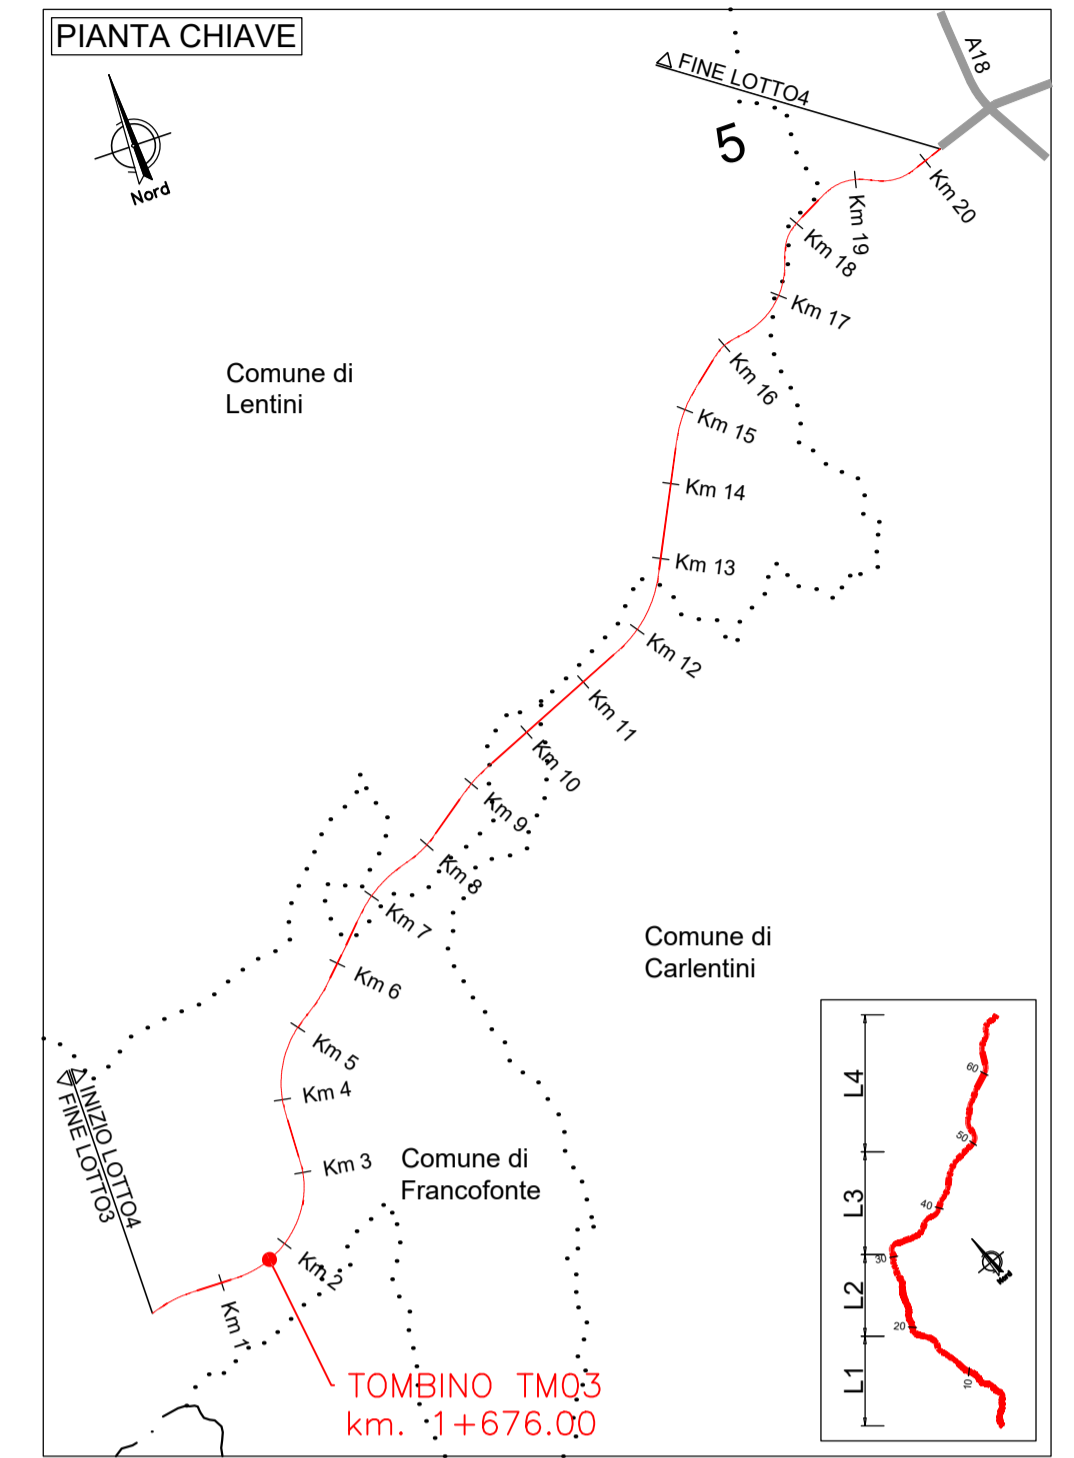 PIANTA CHIAVE
Nord
FINE LOTTO4
A18
5
Km 20
Km 19
Km 18
Km 17
Km 16
Km 15
Km 14
Km 13
Km 12
Km 11
Km 10
Km 9
Km 8
Km 7
Km 6
Km 5
Km 4
Km 3
Km 2
Km 1
Comune di
Lentini
Comune di
Carlentini
Comune di
Francofonte
INIZIO LOTTO4
FINE LOTTO3
TOMBINO TM03
km. 1+676.00
L4
L3
L2
L1
60
50
40
30
20
10
Nord